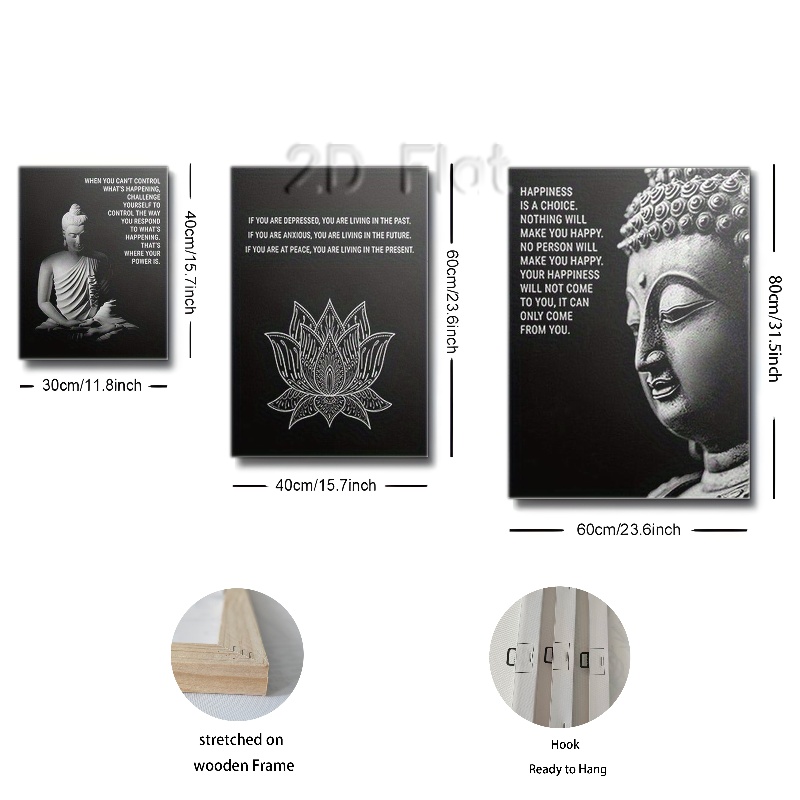 2D Flat
WHEN YOU CAN'T CONTROL
WHAT'S HAPPENING,
CHALLENGE
YOURSELF TO
CONTROL THE WAY
YOU RESPOND
TO WHAT'S
HAPPENING.
THAT'S
WHERE YOUR
POWER IS.
40cm/15.7inch
30cm/11.8inch
IF YOU ARE DEPRESSED, YOU ARE LIVING IN THE PAST.
IF YOU ARE ANXIOUS, YOU ARE LIVING IN THE FUTURE.
IF YOU ARE AT PEACE, YOU ARE LIVING IN THE PRESENT.
60cm/23.6inch
40cm/15.7inch
HAPPINESS
IS A CHOICE.
NOTHING WILL
MAKE YOU HAPPY.
NO PERSON WILL
MAKE YOU HAPPY.
YOUR HAPPINESS
WILL NOT COME
TO YOU, IT CAN
ONLY COME
FROM YOU.
80cm/31.5inch
60cm/23.6inch
stretched on
wooden Frame
Hook
Ready to Hang